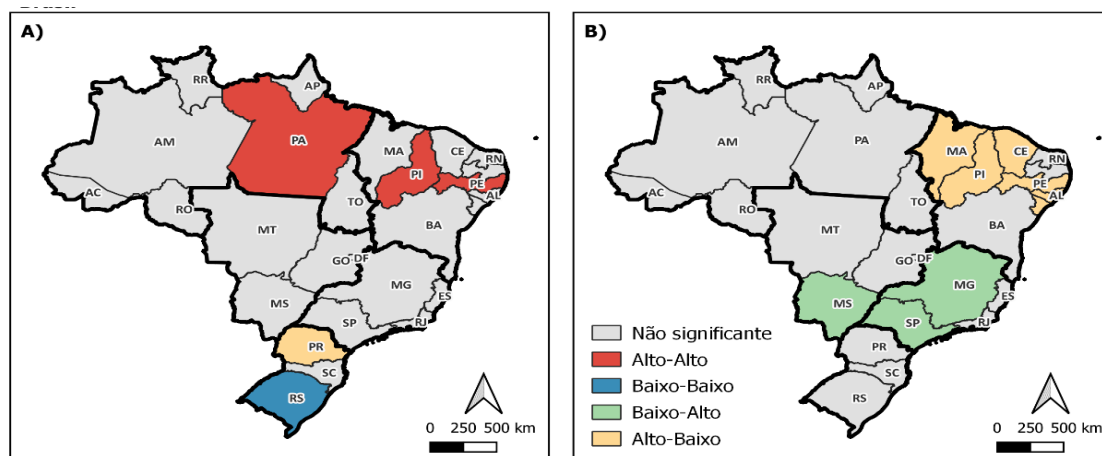 A)
RR
AP
AM
PA
MA
CE
RN
PI
PE
AL
AC
RO
TO
BA
MT
GO
DF
MG
MS
ES
SP
RJ
PR
SC
RS
0 250 500 km
B)
RR
AP
AM
PA
MA
CE
RN
PI
PE
AL
AC
RO
TO
BA
MT
GO
DF
MG
MS
ES
SP
RJ
PR
SC
RS
Não significante
Alto-Alto
Baixo-Baixo
Baixo-Alto
Alto-Baixo
0 250 500 km